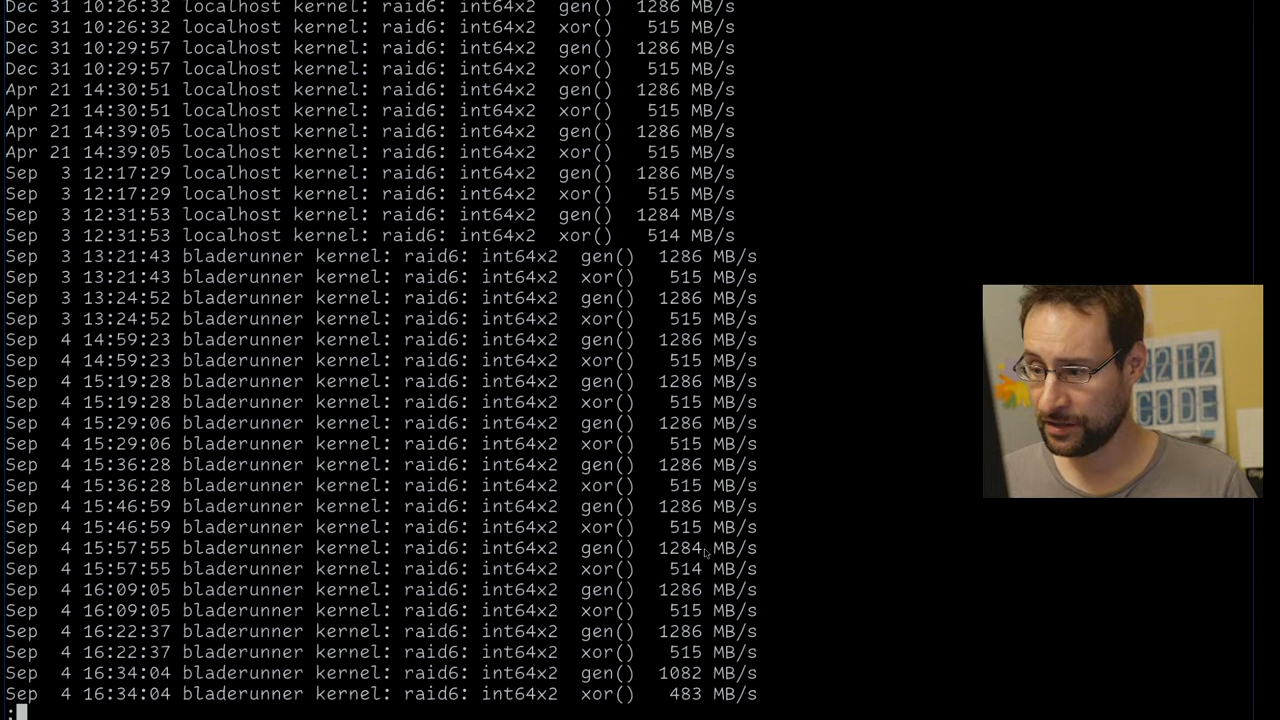 Dec 31 10:26:32 localhost kernel: raid6: int64x2  gen()  1286 MB/s
Dec 31 10:26:32 localhost kernel: raid6: int64x2  xor()   515 MB/s
Dec 31 10:29:57 localhost kernel: raid6: int64x2  gen()  1286 MB/s
Dec 31 10:29:57 localhost kernel: raid6: int64x2  xor()   515 MB/s
Apr 21 14:30:51 localhost kernel: raid6: int64x2  gen()  1286 MB/s
Apr 21 14:30:51 localhost kernel: raid6: int64x2  xor()   515 MB/s
Apr 21 14:39:05 localhost kernel: raid6: int64x2  gen()  1286 MB/s
Apr 21 14:39:05 localhost kernel: raid6: int64x2  xor()   515 MB/s
Sep  3 12:17:29 localhost kernel: raid6: int64x2  gen()  1286 MB/s
Sep  3 12:17:29 localhost kernel: raid6: int64x2  xor()   515 MB/s
Sep  3 12:31:53 localhost kernel: raid6: int64x2  gen()  1284 MB/s
Sep  3 12:31:53 localhost kernel: raid6: int64x2  xor()   514 MB/s
Sep  3 13:21:43 bladerunner kernel: raid6: int64x2  gen()  1286 MB/s
Sep  3 13:21:43 bladerunner kernel: raid6: int64x2  xor()   515 MB/s
Sep  3 13:24:52 bladerunner kernel: raid6: int64x2  gen()  1286 MB/s
Sep  3 13:24:52 bladerunner kernel: raid6: int64x2  xor()   515 MB/s
Sep  4 14:59:23 bladerunner kernel: raid6: int64x2  gen()  1286 MB/s
Sep  4 14:59:23 bladerunner kernel: raid6: int64x2  xor()   515 MB/s
Sep  4 15:19:28 bladerunner kernel: raid6: int64x2  gen()  1286 MB/s
Sep  4 15:19:28 bladerunner kernel: raid6: int64x2  xor()   515 MB/s
Sep  4 15:29:06 bladerunner kernel: raid6: int64x2  gen()  1286 MB/s
Sep  4 15:29:06 bladerunner kernel: raid6: int64x2  xor()   515 MB/s
Sep  4 15:36:28 bladerunner kernel: raid6: int64x2  gen()  1286 MB/s
Sep  4 15:36:28 bladerunner kernel: raid6: int64x2  xor()   515 MB/s
Sep  4 15:46:59 bladerunner kernel: raid6: int64x2  gen()  1286 MB/s
Sep  4 15:46:59 bladerunner kernel: raid6: int64x2  xor()   515 MB/s
Sep  4 15:57:55 bladerunner kernel: raid6: int64x2  gen()  1284 MB/s
Sep  4 15:57:55 bladerunner kernel: raid6: int64x2  xor()   514 MB/s
Sep  4 16:09:05 bladerunner kernel: raid6: int64x2  gen()  1286 MB/s
Sep  4 16:09:05 bladerunner kernel: raid6: int64x2  xor()   515 MB/s
Sep  4 16:22:37 bladerunner kernel: raid6: int64x2  gen()  1286 MB/s
Sep  4 16:22:37 bladerunner kernel: raid6: int64x2  xor()   515 MB/s
Sep  4 16:34:04 bladerunner kernel: raid6: int64x2  gen()  1082 MB/s
Sep  4 16:34:04 bladerunner kernel: raid6: int64x2  xor()   483 MB/s
:
CODE